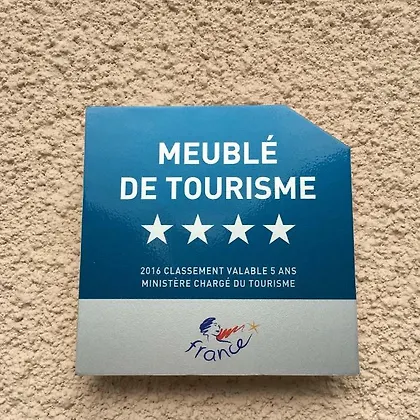 MEUBLÉ
DE TOURISME
2016 CLASSEMENT VALABLE 5 ANS
MINISTÈRE CHARGÉ DU TOURISME
france